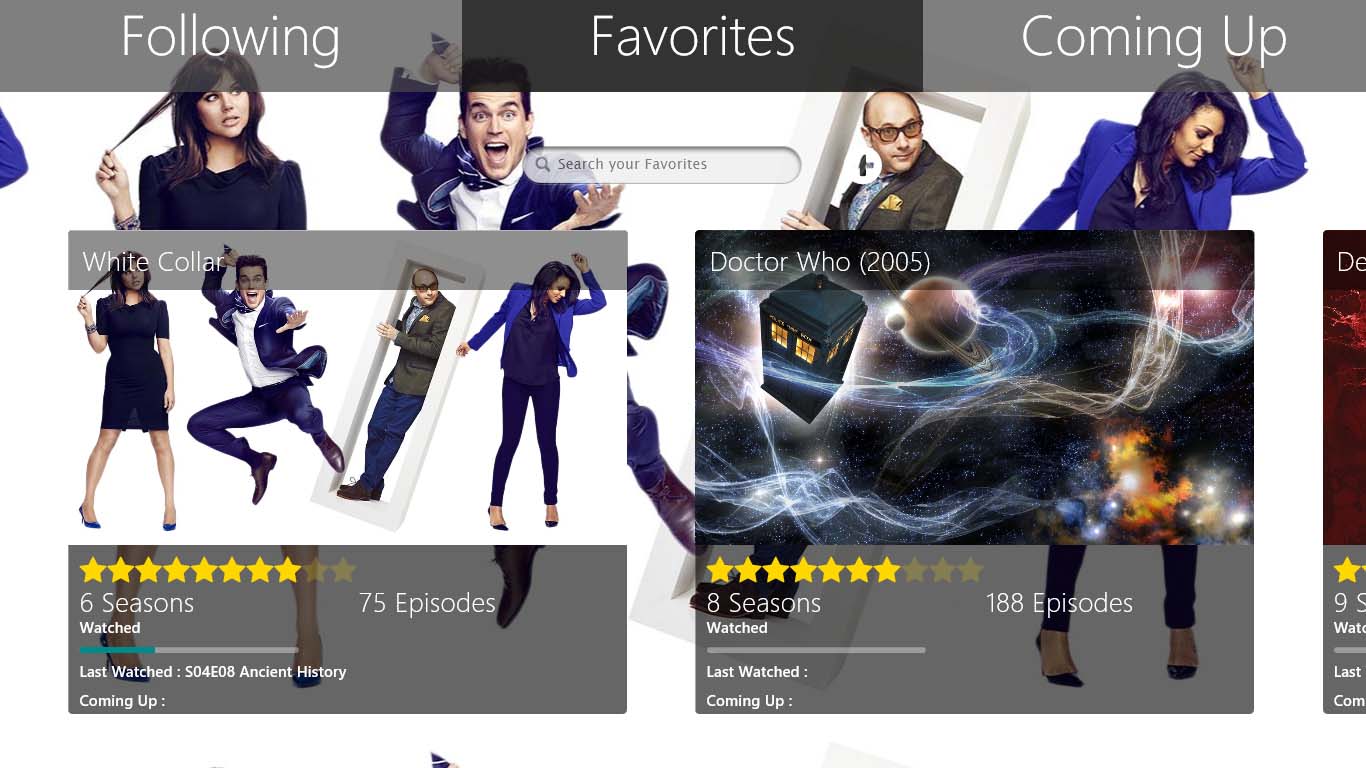 Following
Favorites
Coming Up
Search your Favorites
White Collar
6 Seasons
75 Episodes
Watched
Last Watched : S04E08 Ancient History
Coming Up :
Doctor Who (2005)
8 Seasons
188 Episodes
Watched
Last Watched :
Coming Up :
De
9 S
Watc
Last
Com